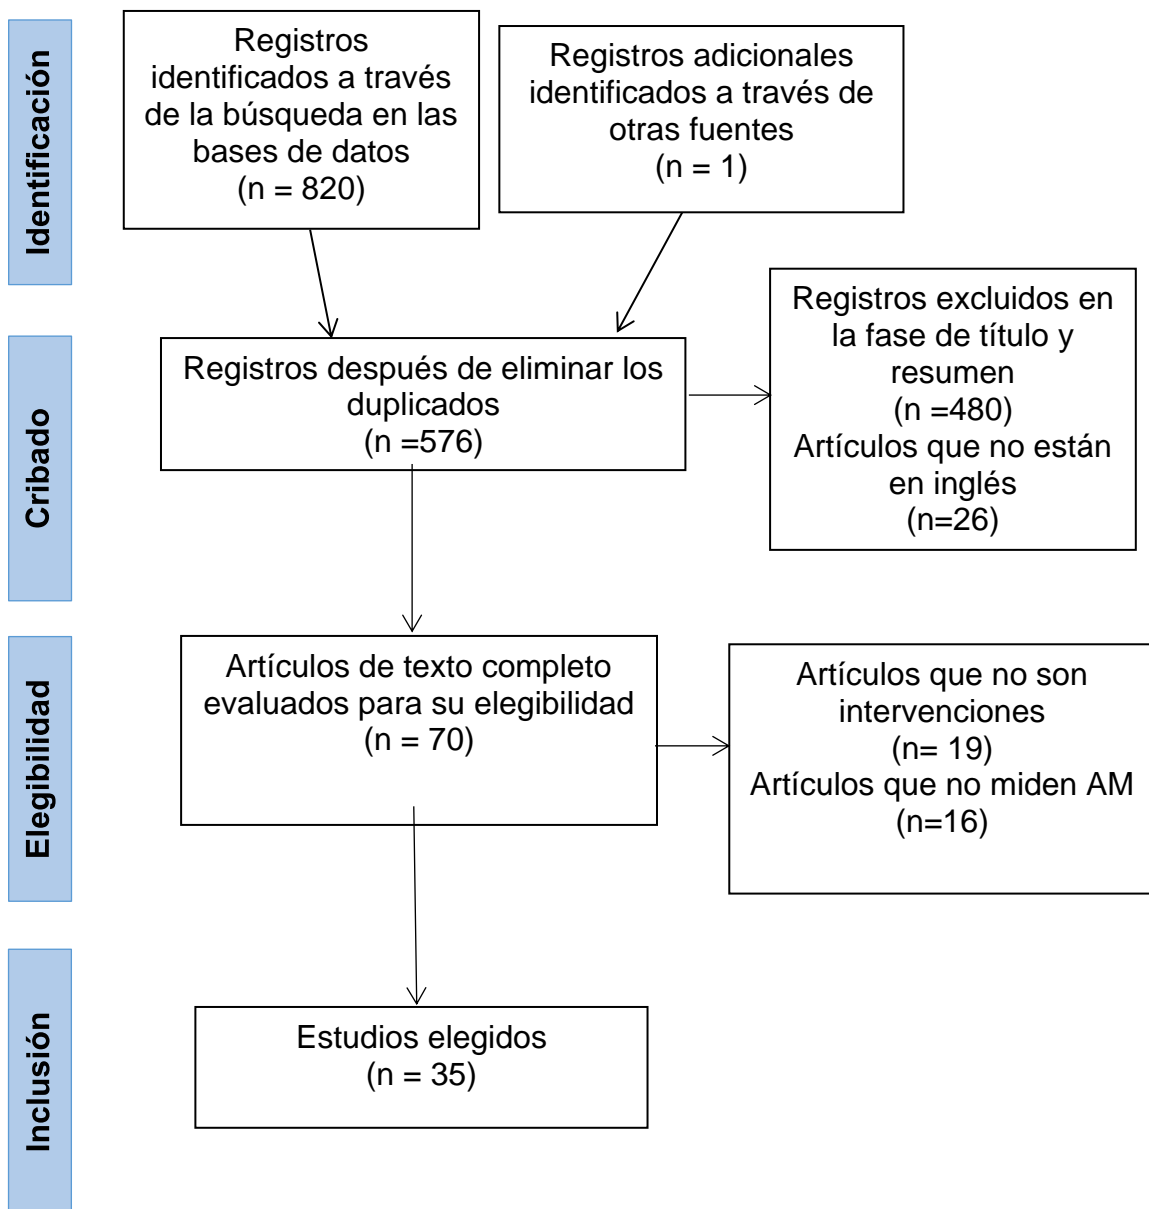 Identificación
Registros
identificados a través
de la búsqueda en las
bases de datos
(n = 820)
Registros adicionales
identificados a través de
otras fuentes
(n = 1)
Cribado
Registros después de eliminar los
duplicados
(n =576)
Registros excluidos en
la fase de título y
resumen
(n =480)
Artículos que no están
en inglés
(n=26)
Elegibilidad
Artículos de texto completo
evaluados para su elegibilidad
(n = 70)
Artículos que no son
intervenciones
(n= 19)
Artículos que no miden AM
(n=16)
Inclusión
Estudios elegidos
(n = 35)